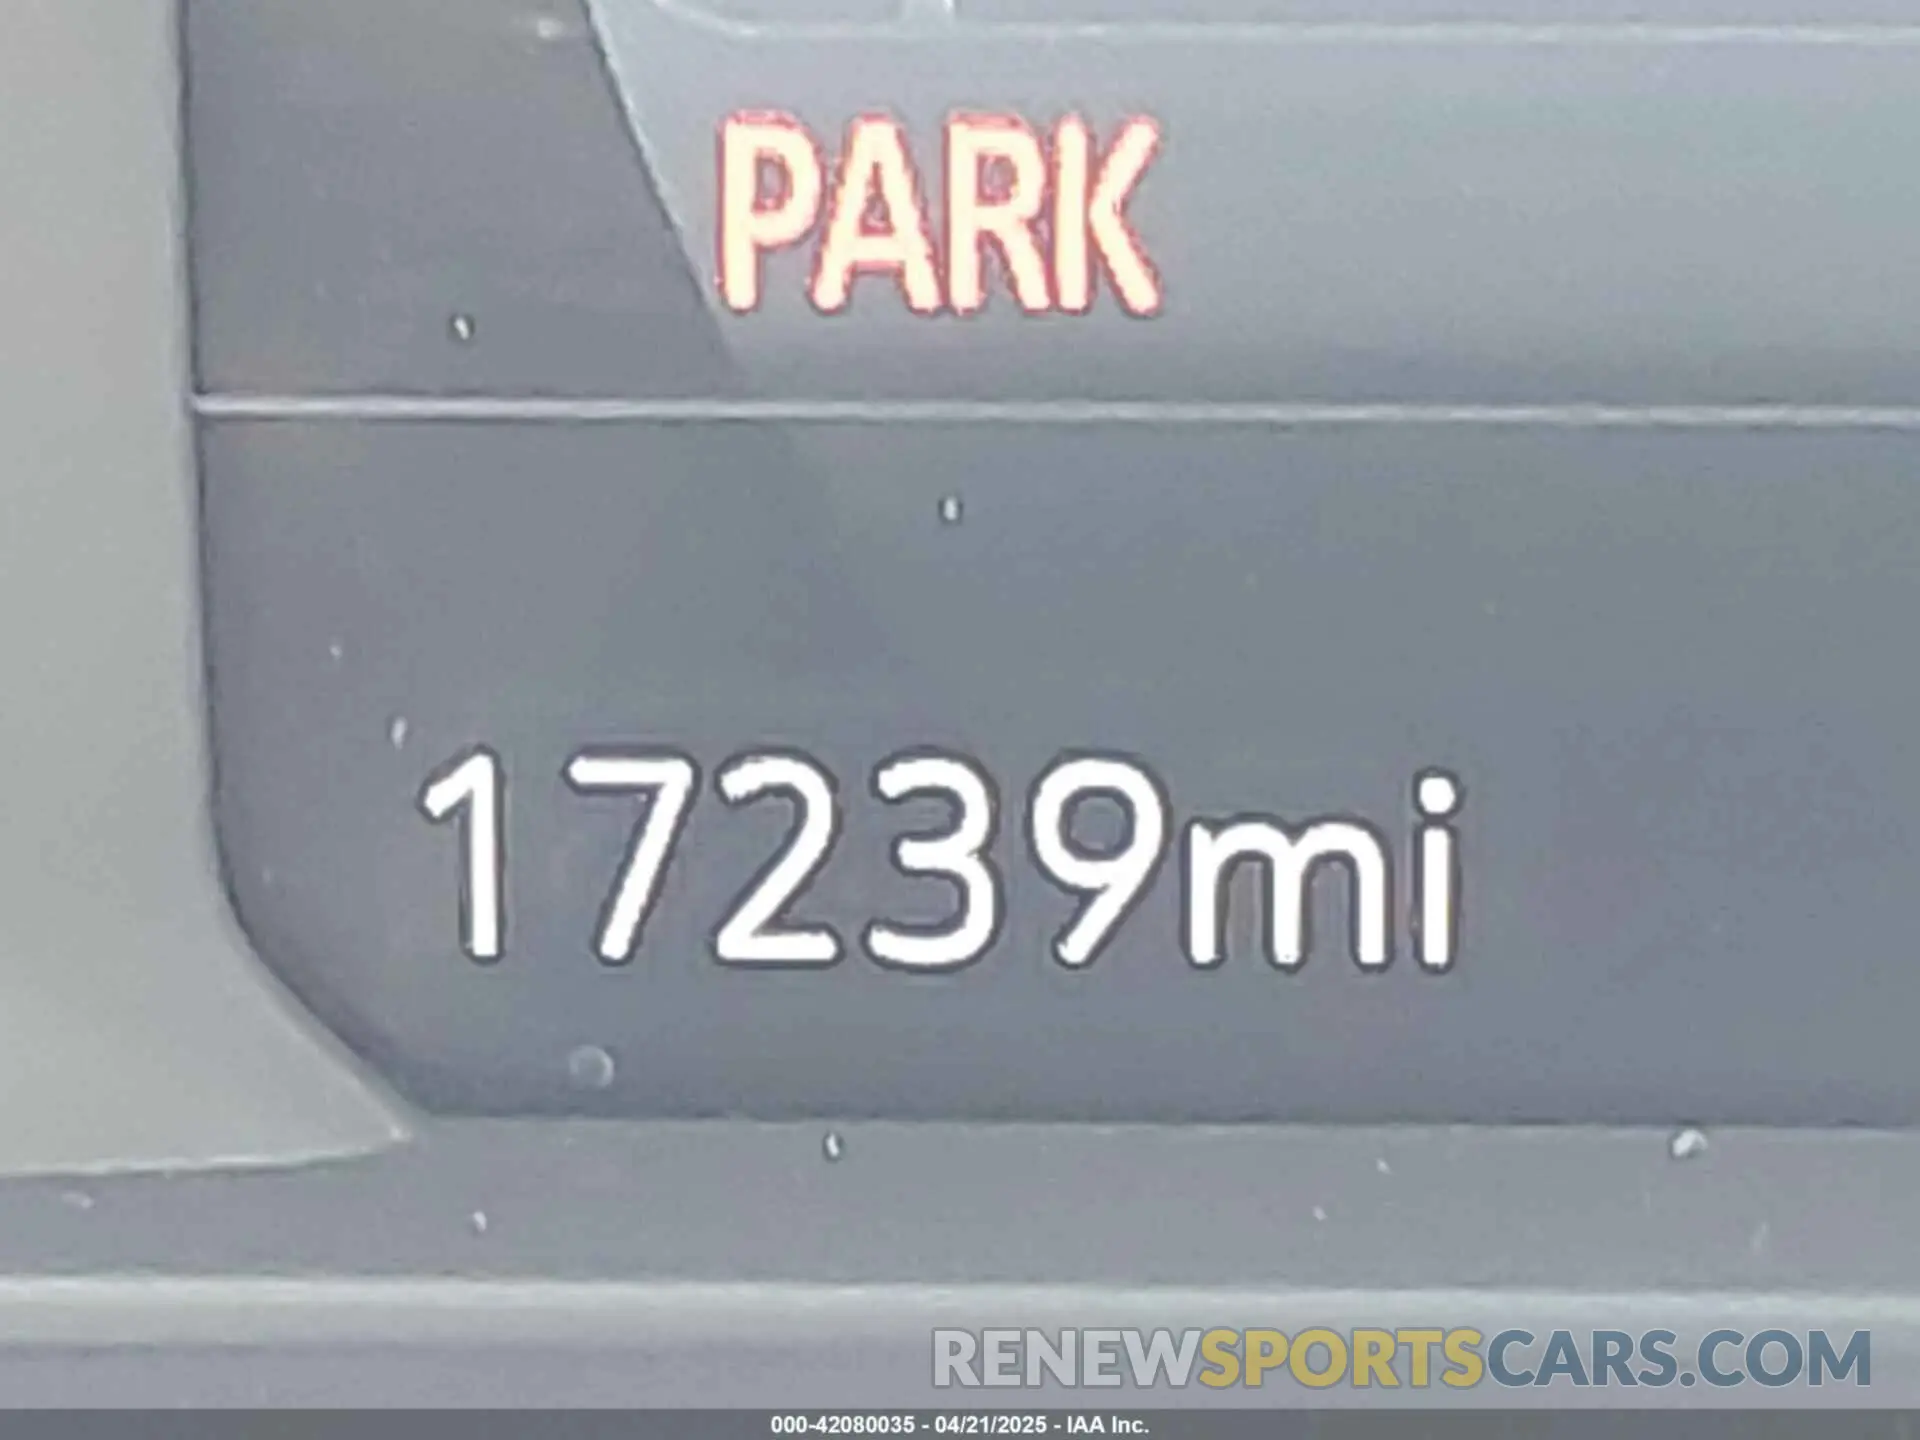 PARK
17239mi
RENEWSPORTSCARS.COM
000-42080035 - 04/21/2025 - IAA Inc.